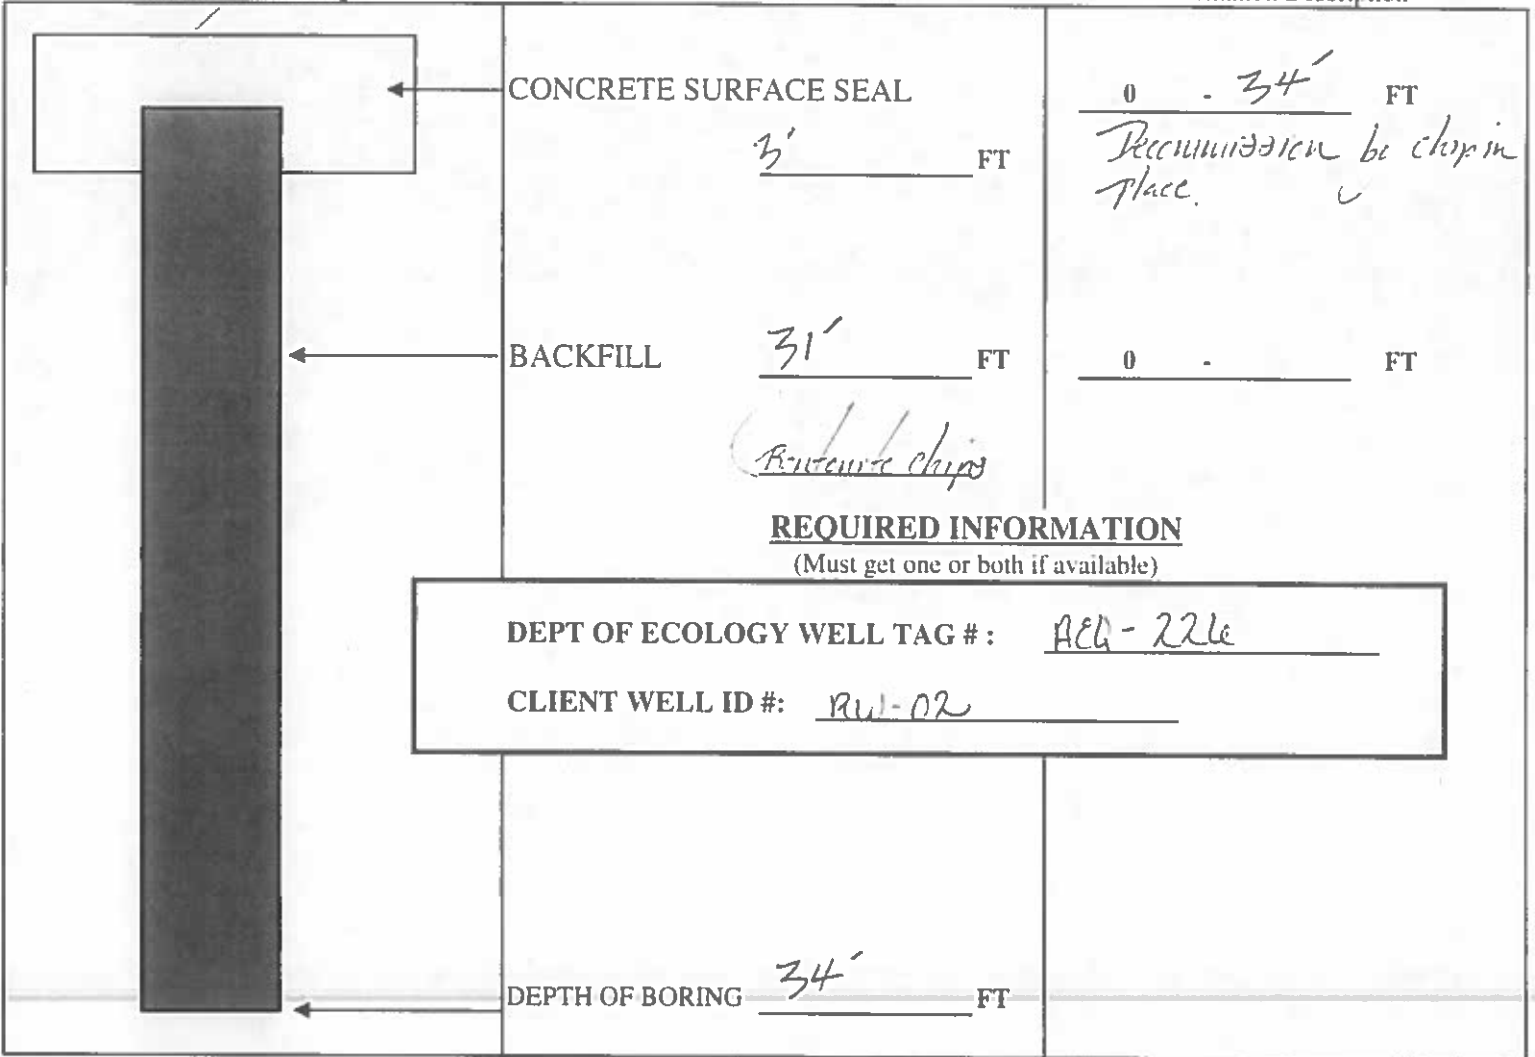 CONCRETE SURFACE SEAL
3' FT
0 - 34' FT
Decommission be chip in
Place.
BACKFILL 31' FT
0 - FT
Bentonite Chips
REQUIRED INFORMATION
(Must get one or both if available)
DEPT OF ECOLOGY WELL TAG # :
CLIENT WELL ID #: RW-02
DEPTH OF BORING 34' FT